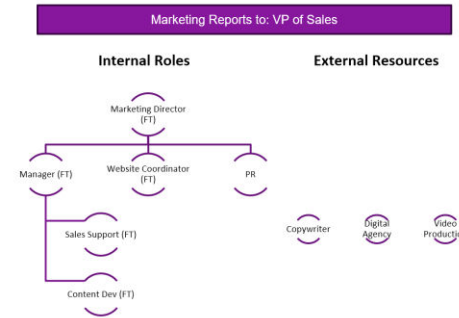 Marketing Reports to: VP of Sales
Internal Roles
External Resources
Marketing Director
(FT)
Manager (FT)
Website Coordinator
(FT)
PR
Copywriter
Digital
Agency
Video
Sales Support (FT)
Content Dev (FT)